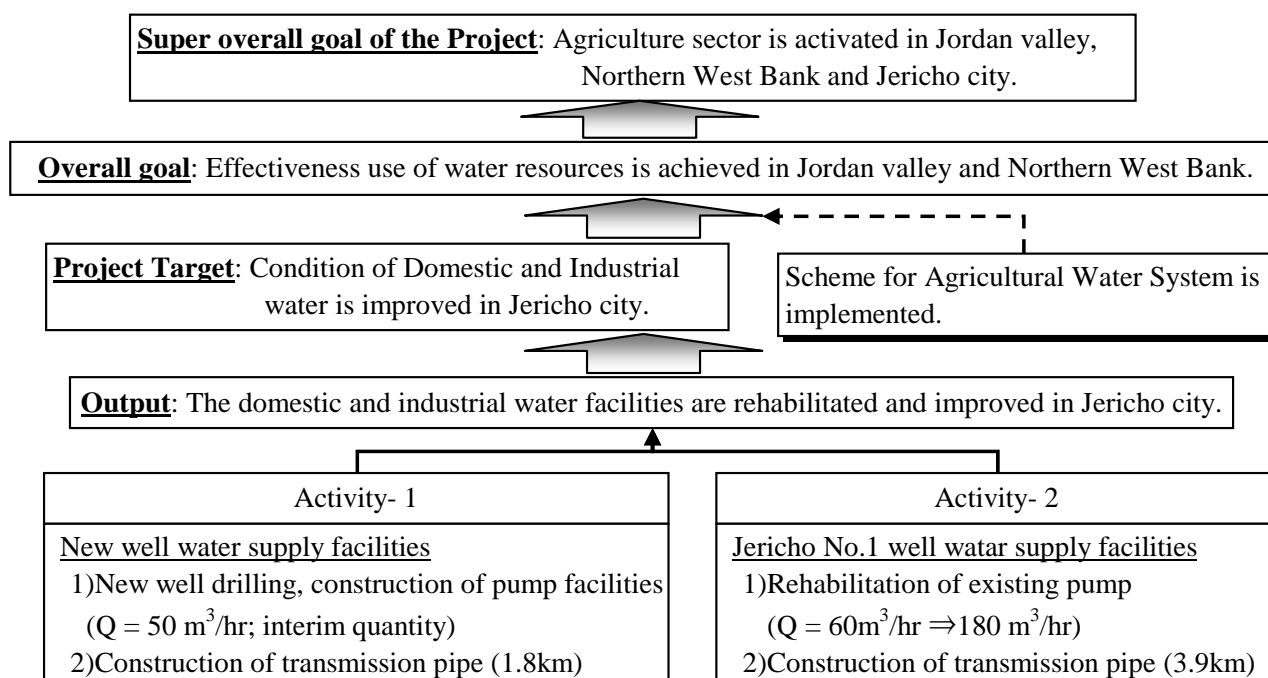 Super overall goal of the Project: Agriculture sector is activated in Jordan valley,
Northern West Bank and Jericho city.
Overall goal: Effectiveness use of water resources is achieved in Jordan valley and Northern West Bank.
Project Target: Condition of Domestic and Industrial
water is improved in Jericho city.
Scheme for Agricultural Water System is
implemented.
Output: The domestic and industrial water facilities are rehabilitated and improved in Jericho city.
Activity- 1
New well water supply facilities
1)New well drilling, construction of pump facilities
(Q = 50 m³/hr; interim quantity)
2)Construction of transmission pipe (1.8km)
Activity- 2
Jericho No.1 well watar supply facilities
1)Rehabilitation of existing pump
(Q = 60m³/hr ⇒180 m³/hr)
2)Construction of transmission pipe (3.9km)